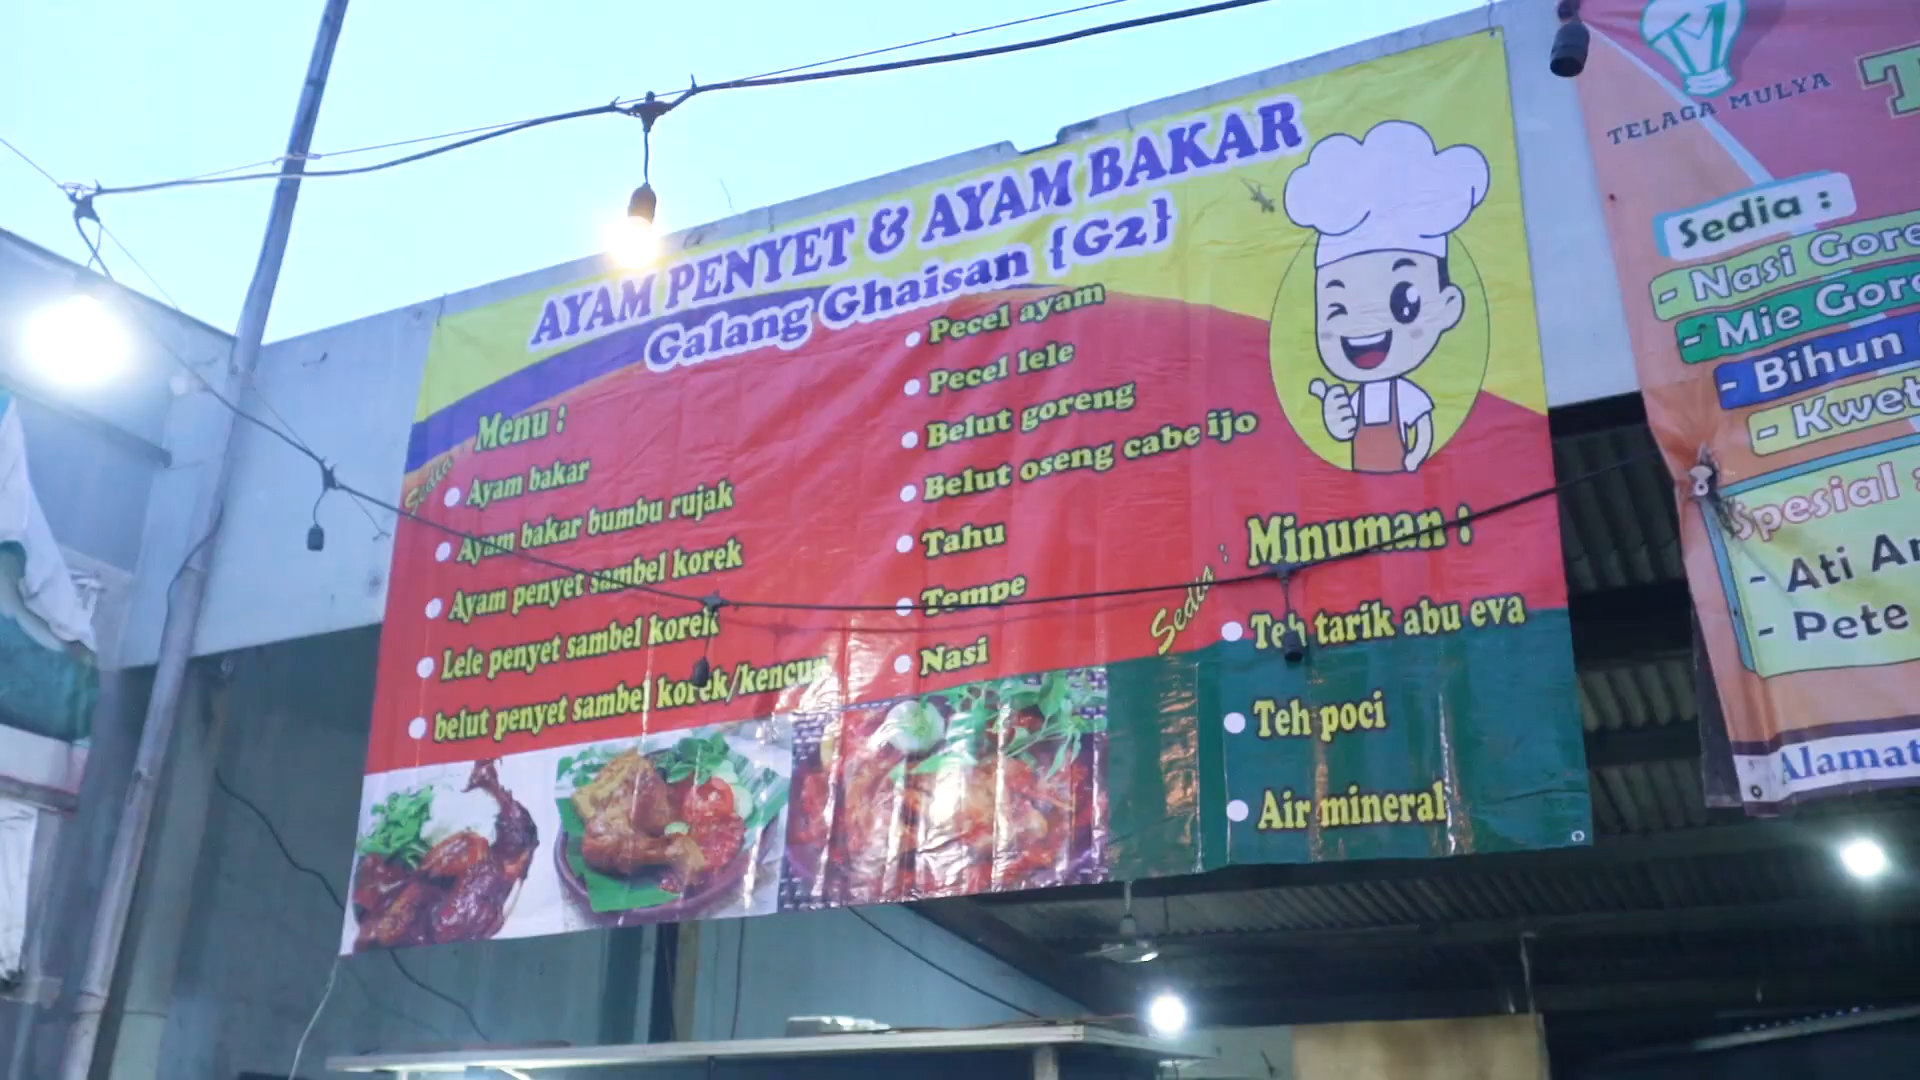 AYAM PENYET & AYAM BAKAR
Galang Ghaisan {G2}
Sedia
Menu :
Ayam bakar
Ayam bakar bumbu rujak
Ayam penyet sambel korek
Lele penyet sambel korek
belut penyet sambel korek/kencur
Pecel ayam
Pecel lele
Belut goreng
Belut oseng cabe ijo
Tahu
Tempe
Nasi
Sedia :
Minuman :
Teh tarik abu eva
Teh poci
Air mineral
TELAGA MULYA
Sedia :
- Nasi Gore
- Mie Gore
- Bihun
- Kwet
Spesial :
- Ati
- Pete
Alamat